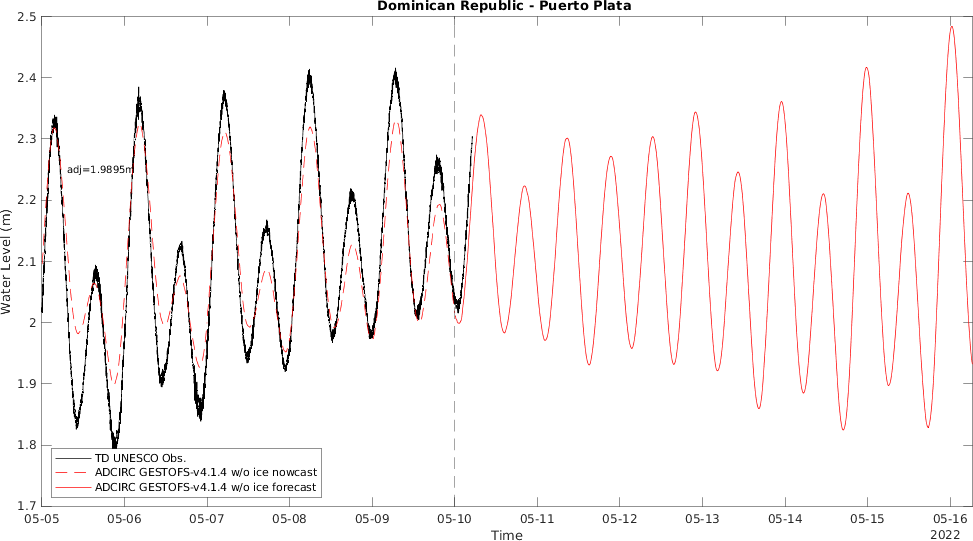 Dominican Republic - Puerto Plata
2.5
2.4
2.3
2.2
2.1
2
1.9
1.8
1.7
Water Level (m)
adj=1.9895m
TD UNESCO Obs.
ADCIRC GESTOFS-v4.1.4 w/o ice nowcast
ADCIRC GESTOFS-v4.1.4 w/o ice forecast
05-05 05-06 05-07 05-08 05-09 05-10 05-11 05-12 05-13 05-14 05-15 05-16
Time 2022